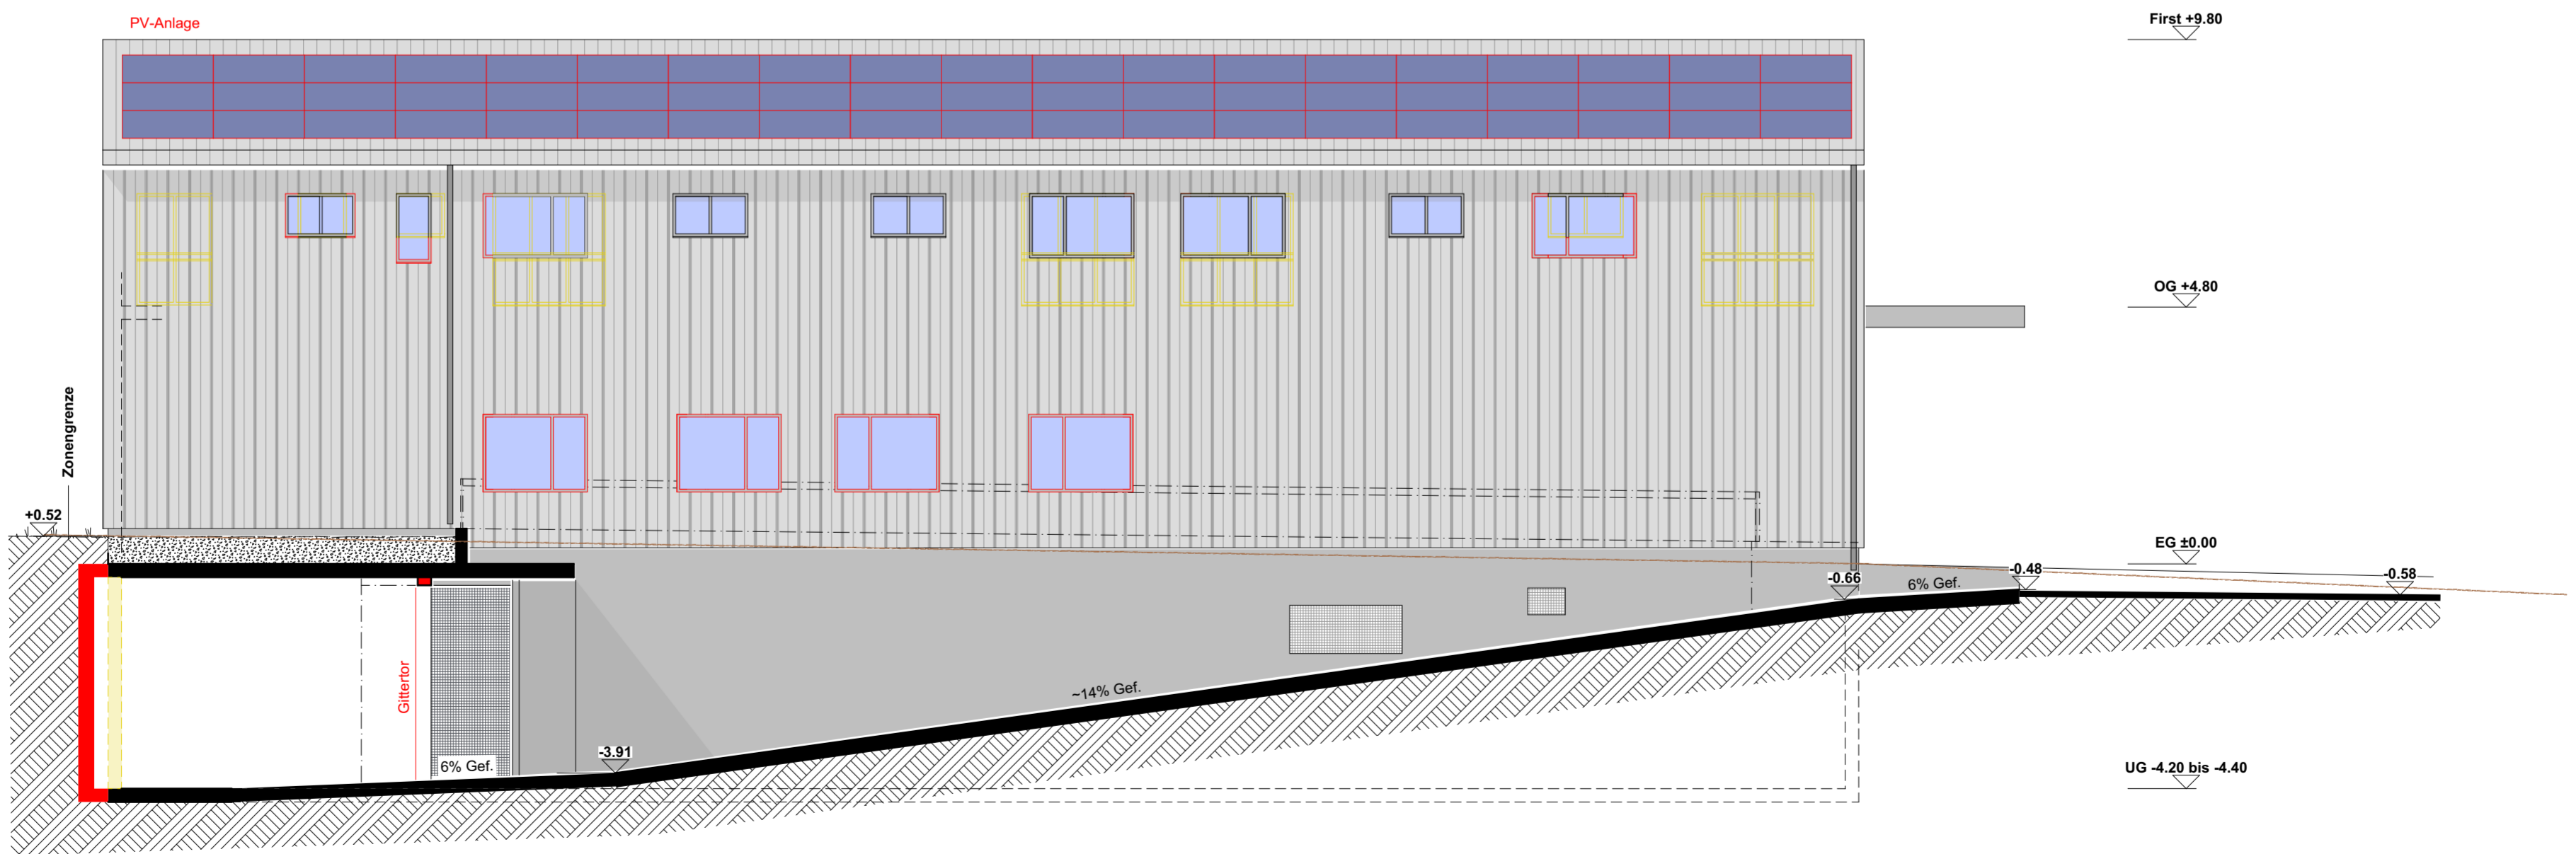 PV-Anlage
First +9.80
OG +4.80
Zonengrenze
+0.52
EG ±0.00
-0.66
6% Gef.
-0.48
-0.58
Gittertor
~14% Gef.
-3.91
6% Gef.
UG -4.20 bis -4.40